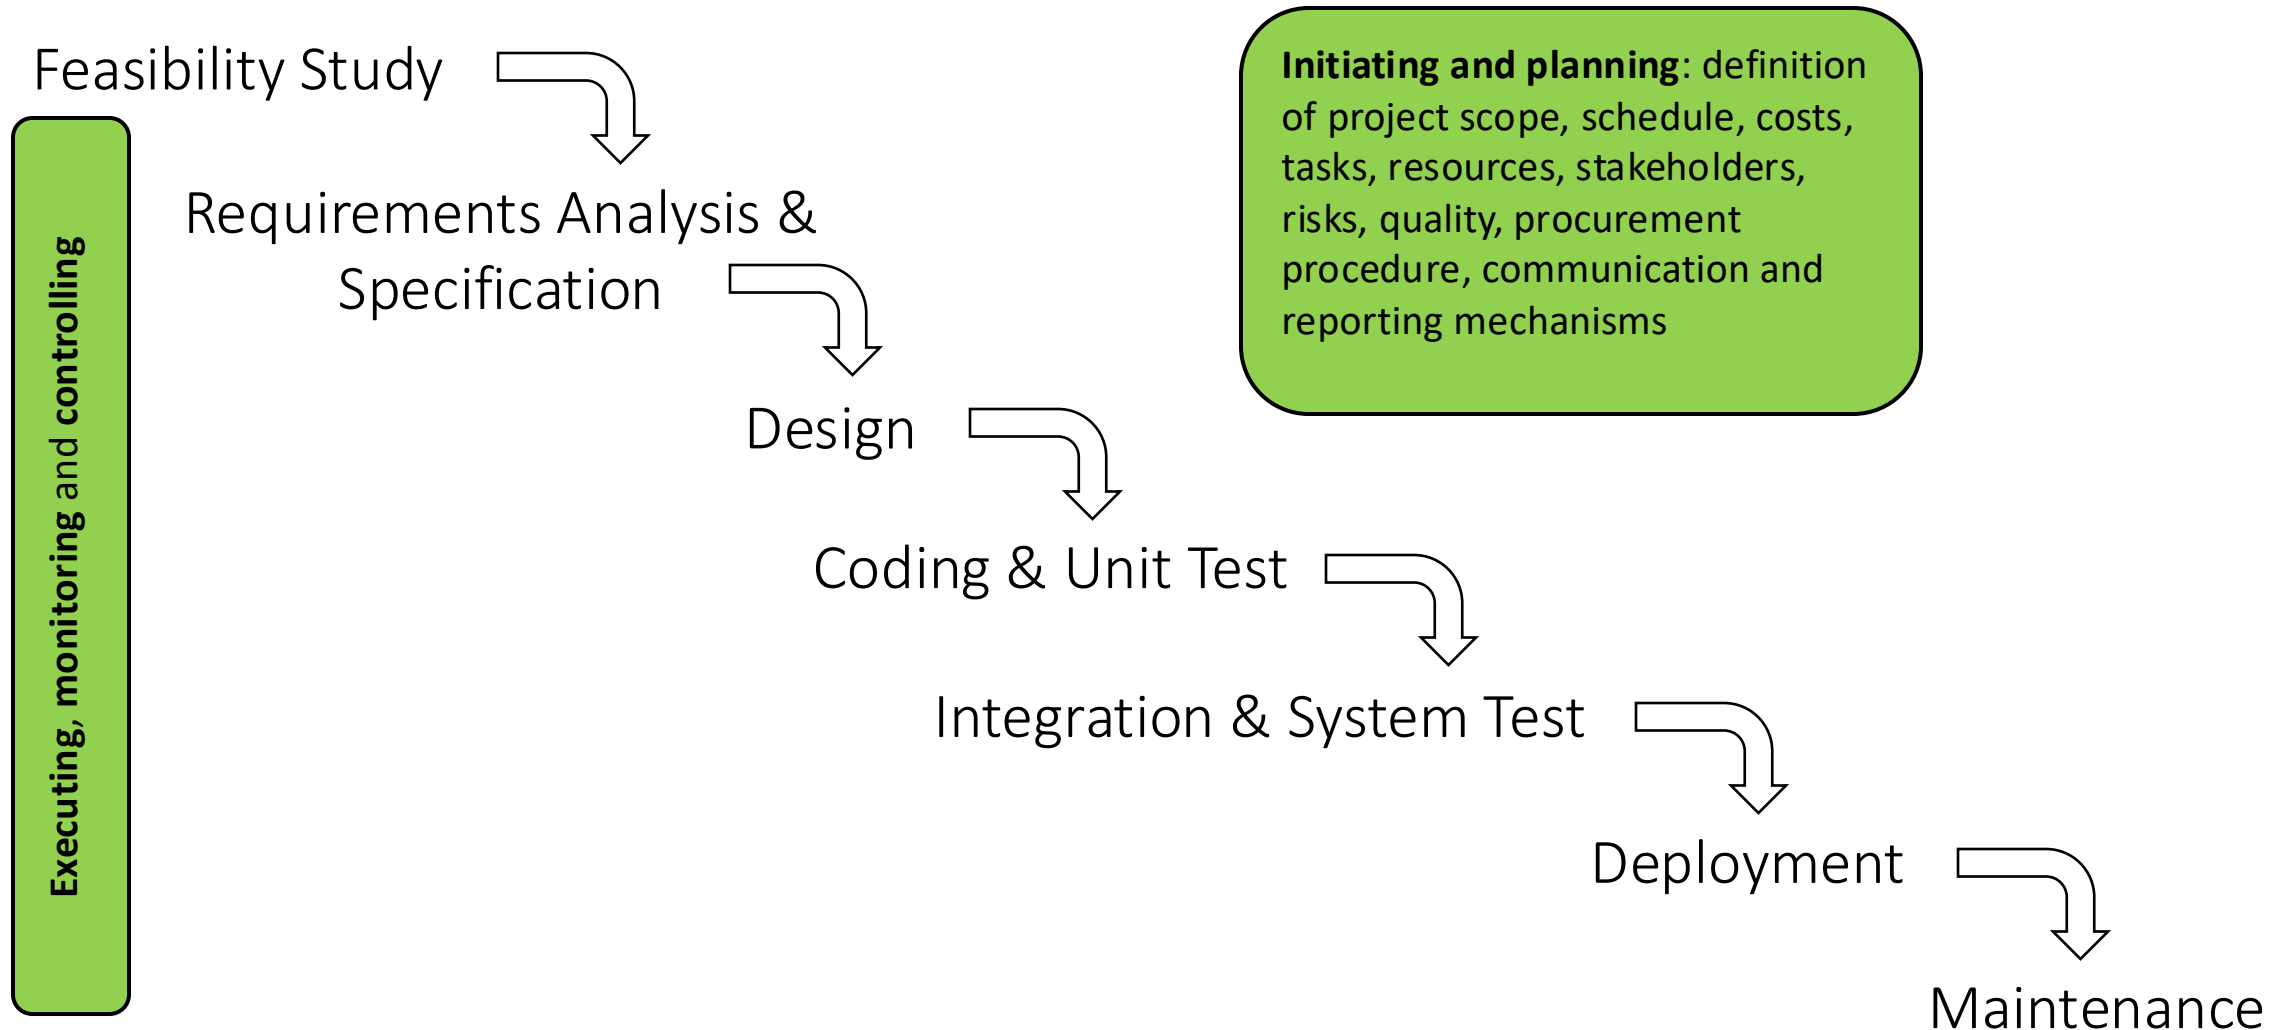 Feasibility Study
Initiating and planning: definition
of project scope, schedule, costs,
tasks, resources, stakeholders,
risks, quality, procurement
procedure, communication and
reporting mechanisms
Executing, monitoring and controlling
Requirements Analysis &
Specification
Design
Coding & Unit Test
Integration & System Test
Deployment
Maintenance